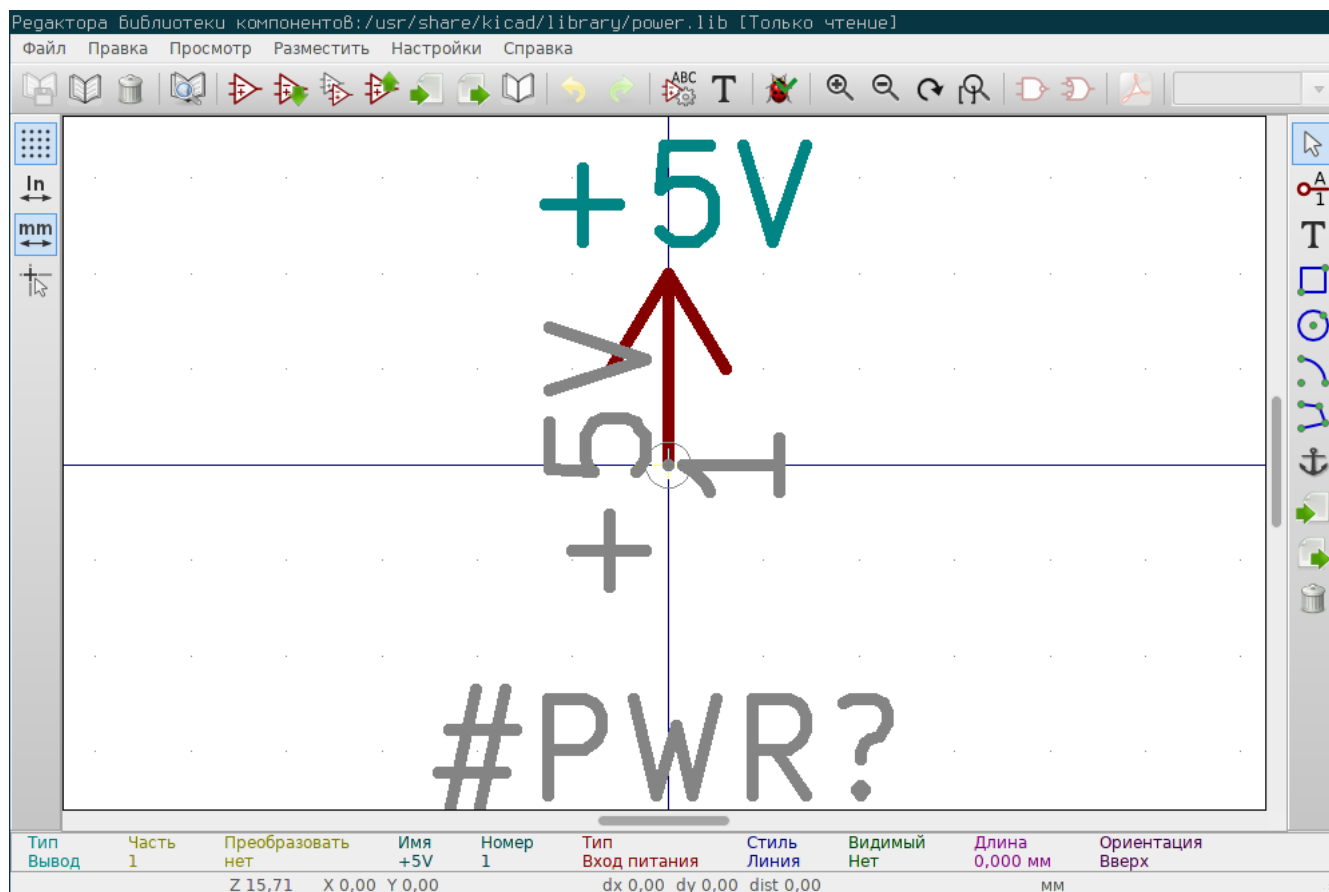 Редактора библиотеки компонентов:/usr/share/kicad/library/power.lib [Только чтение]
Файл Правка Просмотр Разместить Настройки Справка
ABC T
In
mm
A
1
T
+5V
+5V
1
#PWR?
Тип Часть Преобразовать Имя Номер Тип Стиль Видимый Длина Ориентация
Вывод 1 нет +5V 1 Вход питания Линия Нет 0,000 мм Вверх
Z 15,71 X 0,00 Y 0,00 dx 0,00 dy 0,00 dist 0,00 мм